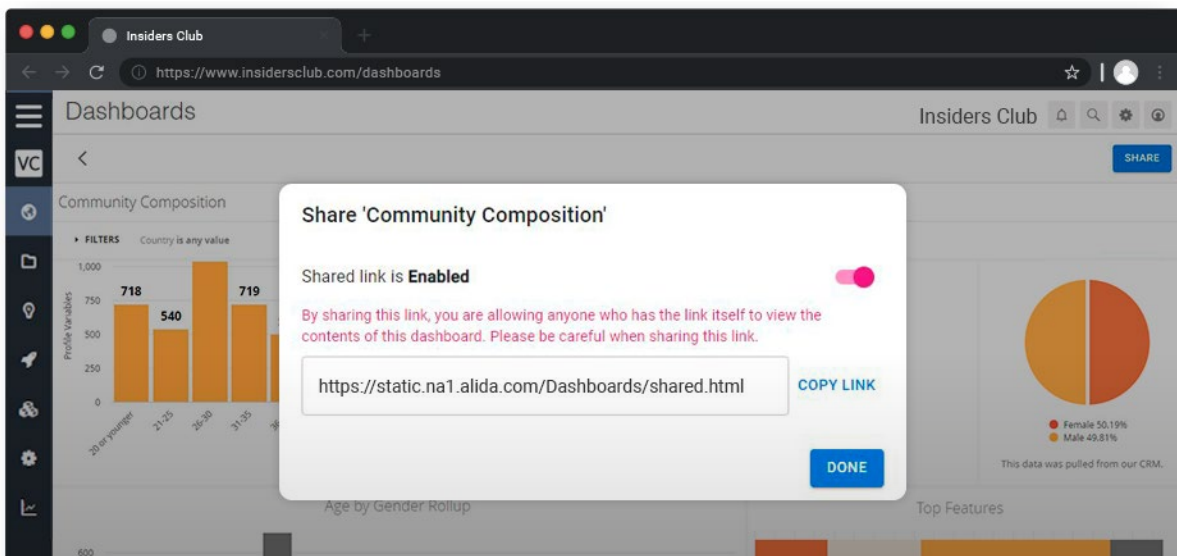 Insiders Club
https://www.insidersclub.com/dashboards
Dashboards
Insiders Club
VC
SHARE
Community Composition
FILTERS Country is any value
Profile Variables
1,000
750
500
250
0
718
540
719
20 or younger
21-25
26-30
31-35
Share 'Community Composition'
Shared link is Enabled
By sharing this link, you are allowing anyone who has the link itself to view the
contents of this dashboard. Please be careful when sharing this link.
https://static.na1.alida.com/Dashboards/shared.html
COPY LINK
DONE
Female 50.19%
Male 49.81%
This data was pulled from our CRM.
Age by Gender Rollup
600
Top Features